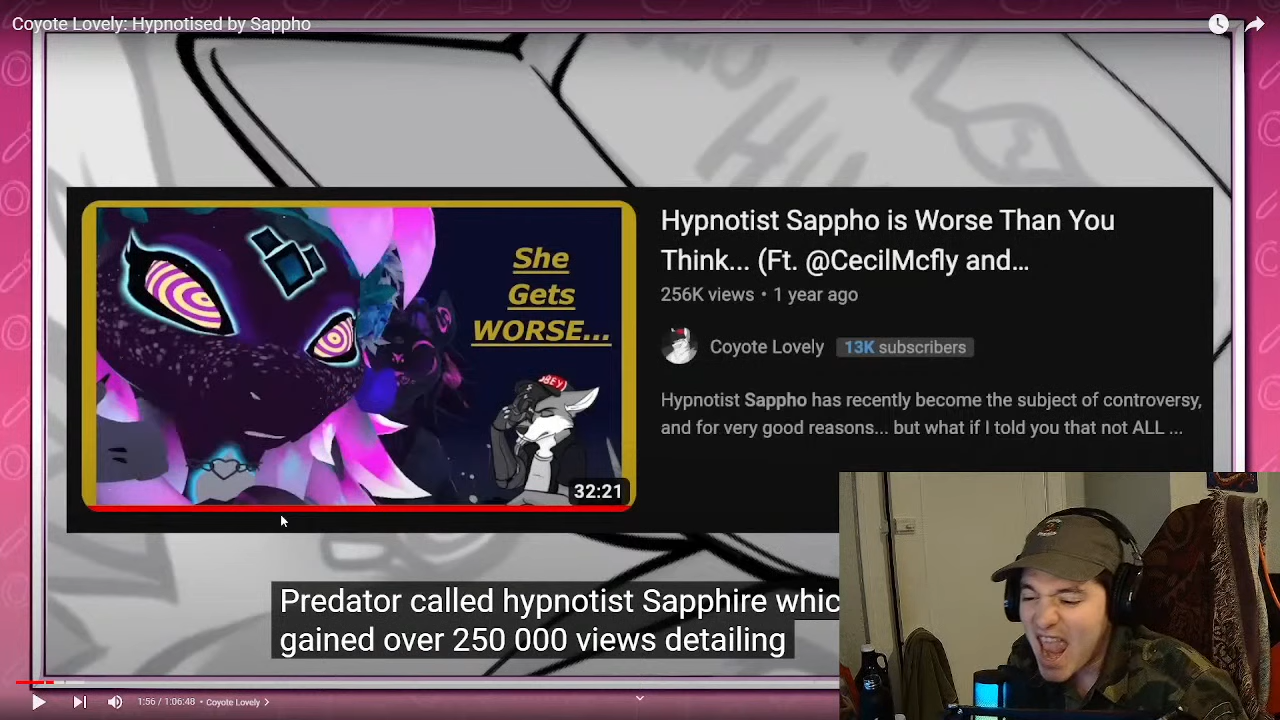 Coyote Lovely: Hypnotised by Sappho
She
Gets
WORSE...
OBEY!
32:21
Hypnotist Sappho is Worse Than You
Think... (Ft. @CecilMcfly and...
256K views • 1 year ago
Coyote Lovely 13K subscribers
Hypnotist Sappho has recently become the subject of controversy,
and for very good reasons... but what if I told you that not ALL ...
Predator called hypnotist Sapphire whic
gained over 250 000 views detailing
1:56 / 1:06:48 • Coyote Lovely